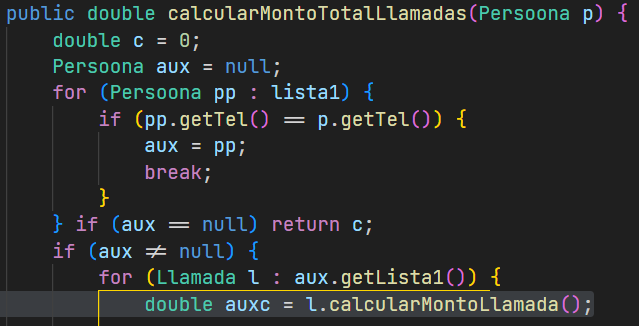 public double calcularMontoTotalLlamadas(Persoona p) {
double c = 0;
Persoona aux = null;
for (Persoona pp : lista1) {
if (pp.getTel() == p.getTel()) {
aux = pp;
break;
}
} if (aux == null) return c;
if (aux != null) {
for (Llamada l : aux.getLista1()) {
double auxc = l.calcularMontoLlamada();